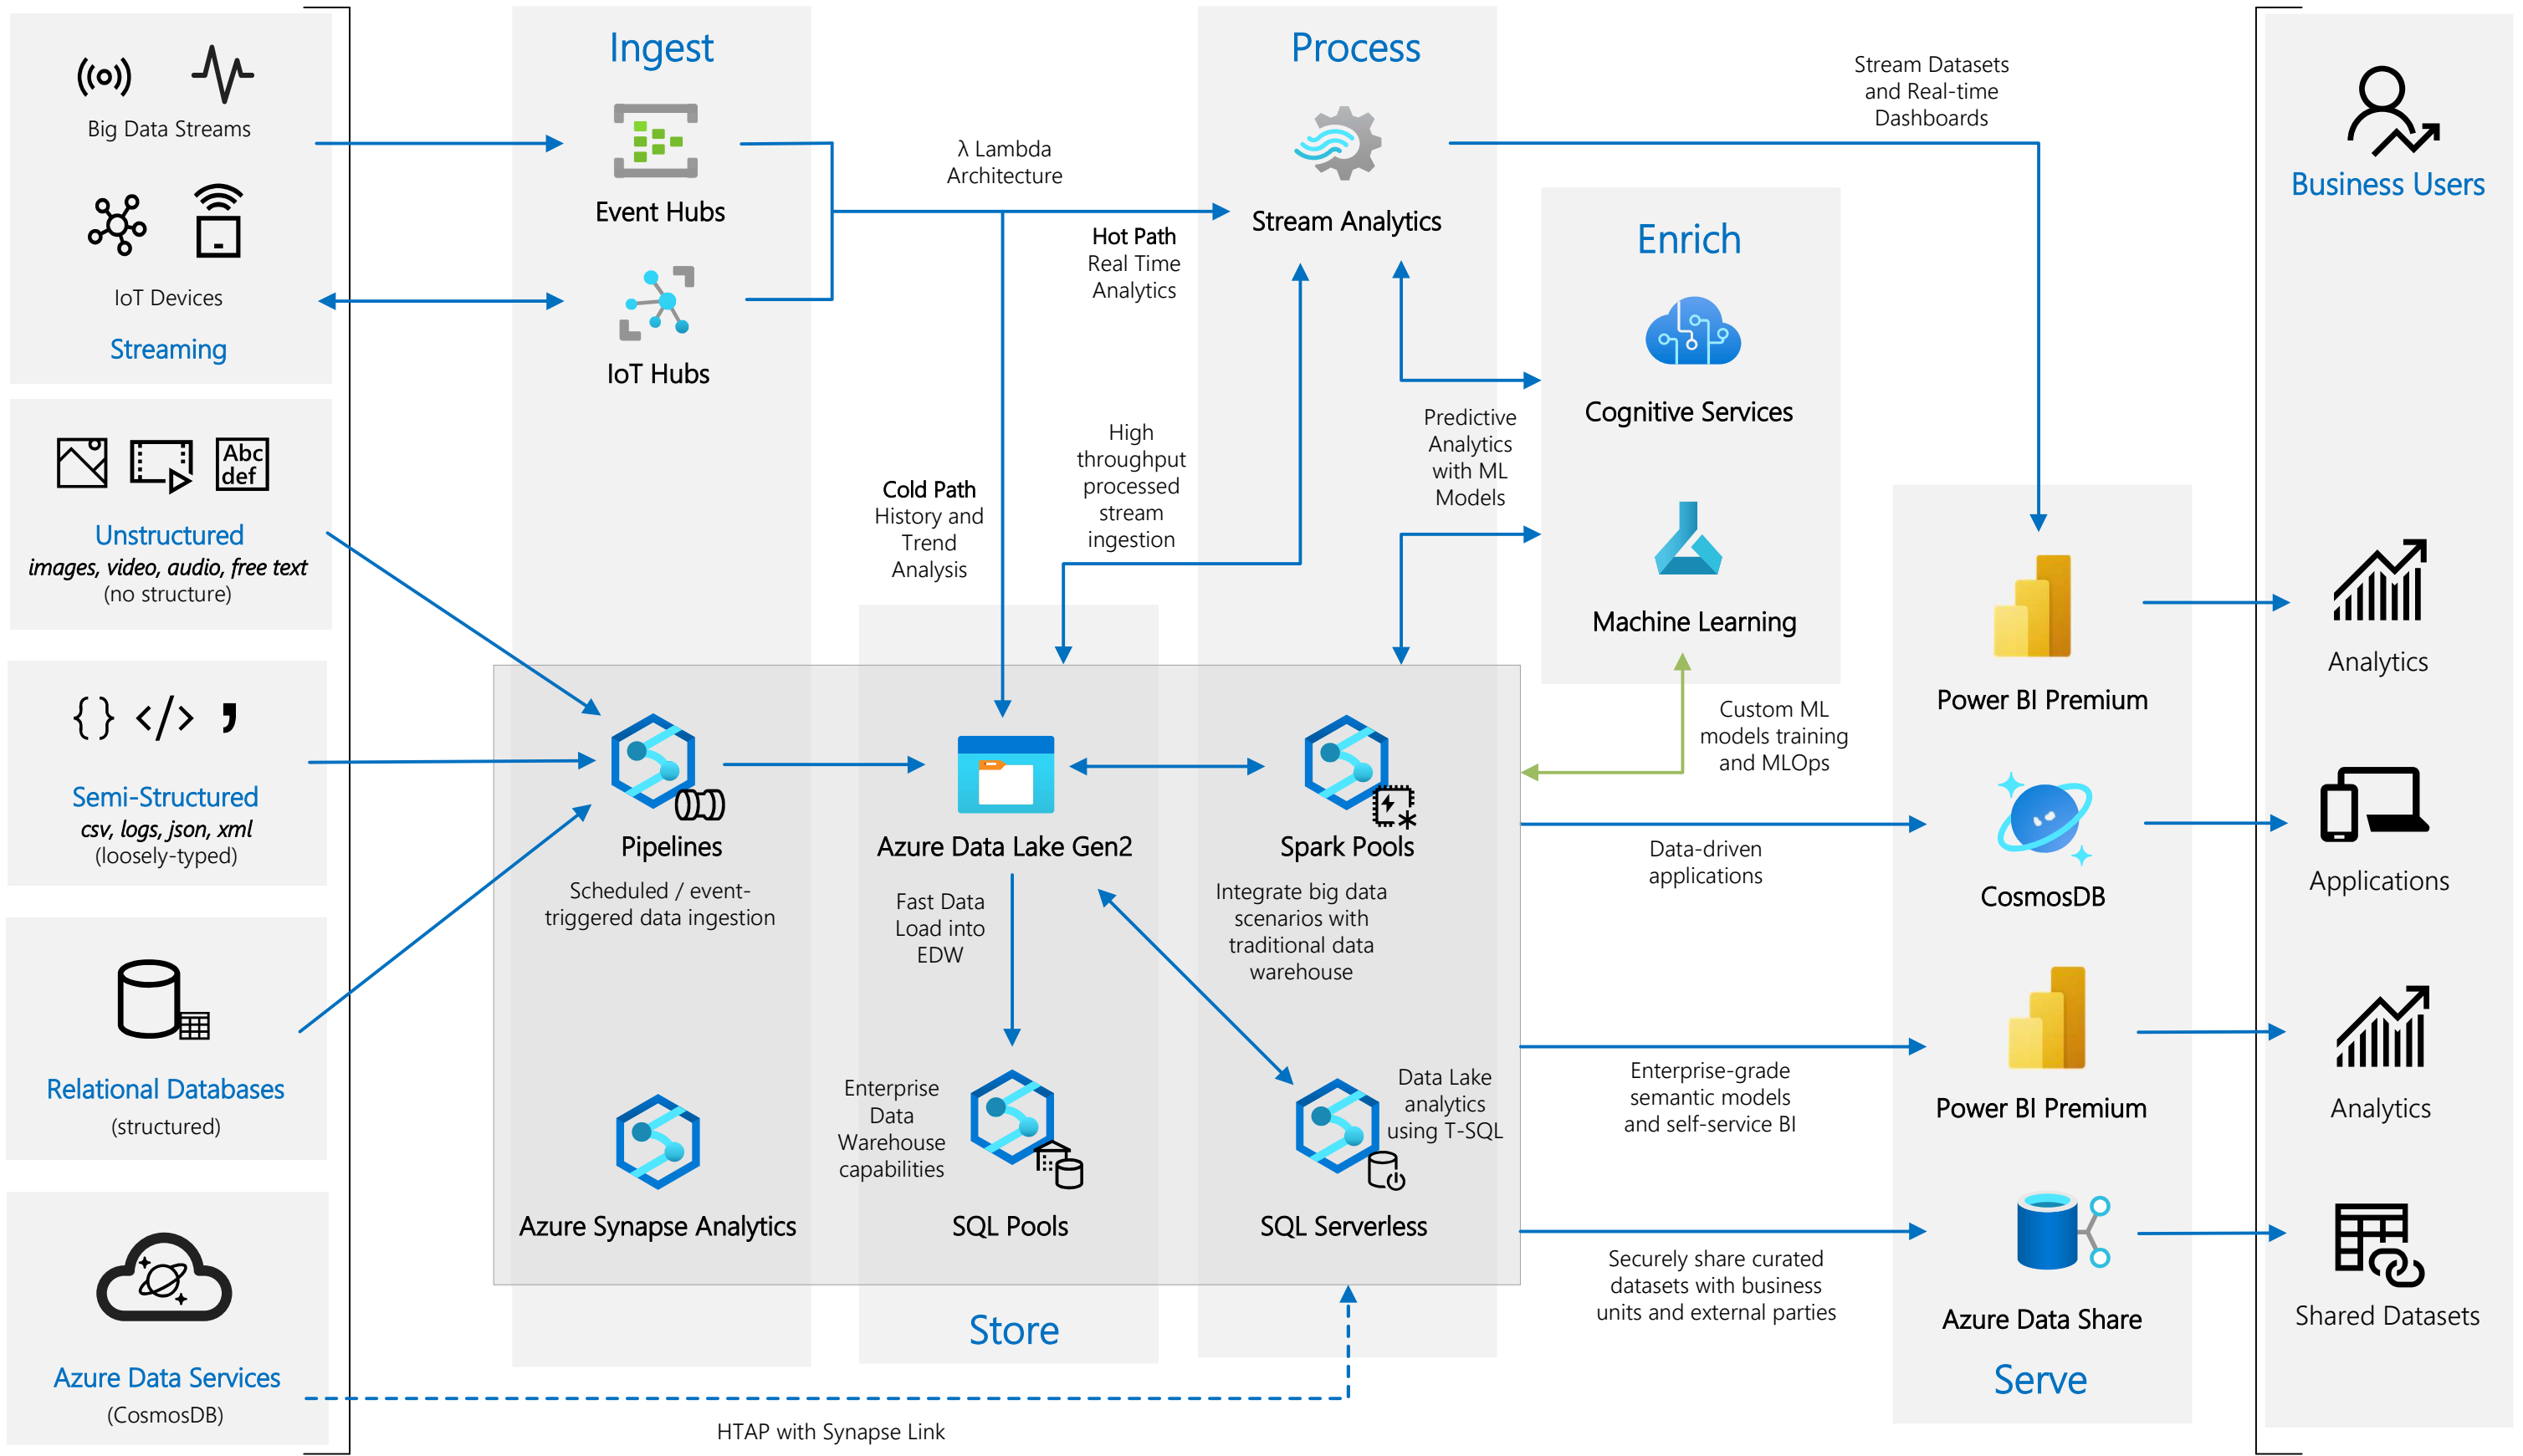 Big Data Streams
IoT Devices
Streaming
Abc
def
Unstructured
images, video, audio, free text
(no structure)
{ } </> ,
Semi-Structured
csv, logs, json, xml
(loosely-typed)
Relational Databases
(structured)
Azure Data Services
(CosmosDB)
Ingest
Event Hubs
IoT Hubs
λ Lambda
Architecture
Hot Path
Real Time
Analytics
Cold Path
History and
Trend
Analysis
High
throughput
processed
stream
ingestion
Process
Stream Analytics
Predictive
Analytics
with ML
Models
Enrich
Cognitive Services
Machine Learning
Custom ML
models training
and MLOps
Stream Datasets
and Real-time
Dashboards
Pipelines
Scheduled / event-
triggered data ingestion
Azure Data Lake Gen2
Fast Data
Load into
EDW
Spark Pools
Integrate big data
scenarios with
traditional data
warehouse
Azure Synapse Analytics
Enterprise
Data
Warehouse
capabilities
SQL Pools
Data Lake
analytics
using T-SQL
SQL Serverless
Store
HTAP with Synapse Link
Data-driven
applications
Enterprise-grade
semantic models
and self-service BI
Securely share curated
datasets with business
units and external parties
Power BI Premium
CosmosDB
Power BI Premium
Azure Data Share
Serve
Business Users
Analytics
Applications
Analytics
Shared Datasets